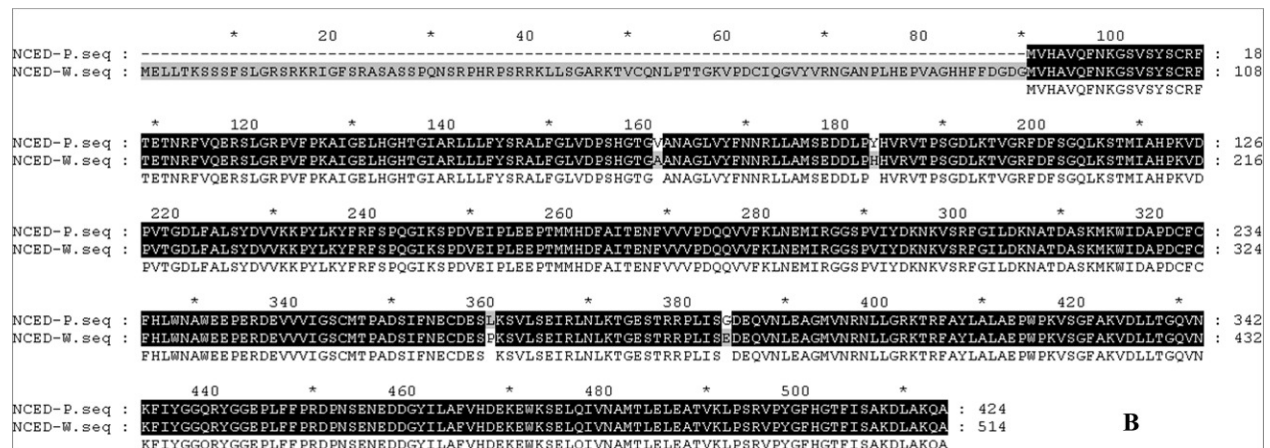 * 20 * 40 * 60 * 80 * 100
NCED-P.seq : ------------------------------------------------------------------------------------------MVHAVQFNKGSVSYSCRF : 18
NCED-W.seq : MELLTKSSSFSLGRSRKRIGFSRASASSPQNSRPHRPSRRKLLSGARKTVCQNLPTTGKVPDCIQGVYVRNGANPLHEPVAGHHFFDGDGMVHAVQFNKGSVSYSCRF : 108
MVHAVQFNKGSVSYSCRF
* 120 * 140 * 160 * 180 * 200 *
NCED-P.seq : TETNRFVQERSLGRPVFPKAIGELHGHTGIARLLLFYSRALFGLVDPSHGTGVANAGLVYFNNRLLAMSEDDLPYHVRVTPSGDLKTVGRFDFSGQLKSTMIAHPKVD : 126
NCED-W.seq : TETNRFVQERSLGRPVFPKAIGELHGHTGIARLLLFYSRALFGLVDPSHGTGAANAGLVYFNNRLLAMSEDDLPHHVRVTPSGDLKTVGRFDFSGQLKSTMIAHPKVD : 216
TETNRFVQERSLGRPVFPKAIGELHGHTGIARLLLFYSRALFGLVDPSHGTG ANAGLVYFNNRLLAMSEDDLP HVRVTPSGDLKTVGRFDFSGQLKSTMIAHPKVD
220 * 240 * 260 * 280 * 300 * 320
NCED-P.seq : PVTGDLFALSYDVVKKPYLKYFRFSPQGIKSPDVEIPLEEPTMMHDFAITENFVVVPDQQVVFKLNEMIRGGSPVIYDKNKVSRFGILDKNATDASKMKWIDAPDCFC : 234
NCED-W.seq : PVTGDLFALSYDVVKKPYLKYFRFSPQGIKSPDVEIPLEEPTMMHDFAITENFVVVPDQQVVFKLNEMIRGGSPVIYDKNKVSRFGILDKNATDASKMKWIDAPDCFC : 324
PVTGDLFALSYDVVKKPYLKYFRFSPQGIKSPDVEIPLEEPTMMHDFAITENFVVVPDQQVVFKLNEMIRGGSPVIYDKNKVSRFGILDKNATDASKMKWIDAPDCFC
* 340 * 360 * 380 * 400 * 420 *
NCED-P.seq : FHLWNAWEEPERDEVVVIGSCMTPADSIFNECDESLKSVLSEIRLNLKTGESTRRPLISGDEQVNLEAGMVNRNLLGRKTRFAYLALAEPWPKVSGFAKVDLLTGQVN : 342
NCED-W.seq : FHLWNAWEEPERDEVVVIGSCMTPADSIFNECDESPKSVLSEIRLNLKTGESTRRPLISEDEQVNLEAGMVNRNLLGRKTRFAYLALAEPWPKVSGFAKVDLLTGQVN : 432
FHLWNAWEEPERDEVVVIGSCMTPADSIFNECDES KSVLSEIRLNLKTGESTRRPLIS DEQVNLEAGMVNRNLLGRKTRFAYLALAEPWPKVSGFAKVDLLTGQVN
440 * 460 * 480 * 500 *
NCED-P.seq : KFIYGGQRYGGEPLFFPRDPNSENEDDGYILAFVHDEKEWKSELQIVNAMTLELEATVKLPSRVPYGFHGTFISAKDLAKQA : 424
NCED-W.seq : KFIYGGQRYGGEPLFFPRDPNSENEDDGYILAFVHDEKEWKSELQIVNAMTLELEATVKLPSRVPYGFHGTFISAKDLAKQA : 514
KFIYGGQRYGGEPLFFPRDPNSENEDDGYILAFVHDEKEWKSELQIVNAMTLELEATVKLPSRVPYGFHGTFISAKDLAKQA
B